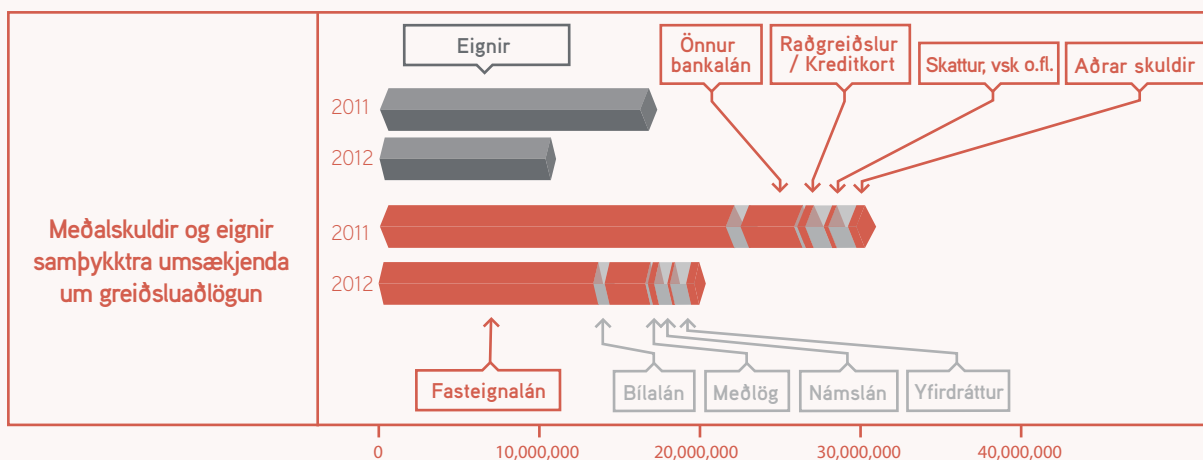 Meðalskuldir og eignir
samþykktra umsækjenda
um greiðsluaðlögun
Eignir
Önnur
bankalán
Raðgreiðslur
/ Kreditkort
Skattur, vsk o.fl.
Aðrar skuldir
2011
2012
2011
2012
Fasteignalán
Bílalán
Meðlög
Námslán
Yfirdráttur
0
10,000,000
20,000,000
30,000,000
40,000,000